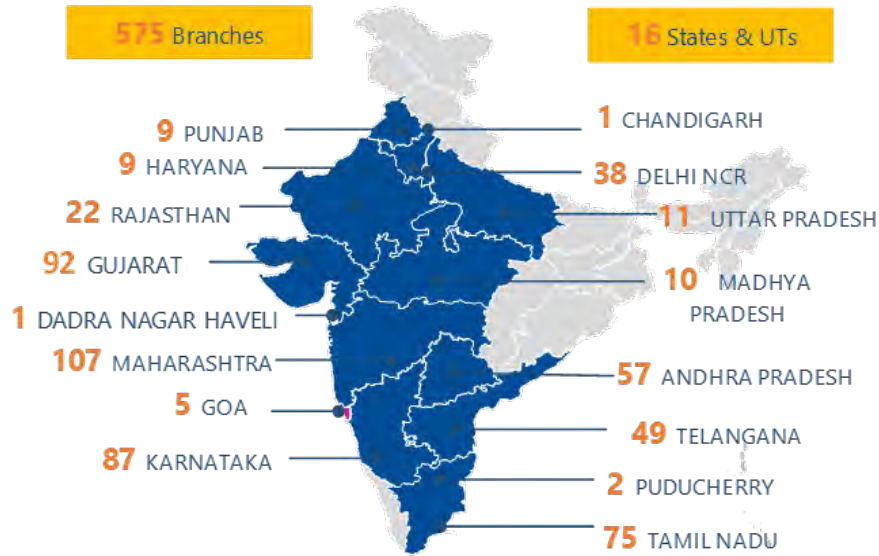 575 Branches
16 States & UTs
9 PUNJAB
9 HARYANA
22 RAJASTHAN
92 GUJARAT
1 DADRA NAGAR HAVELI
107 MAHARASHTRA
5 GOA
87 KARNATAKA
1 CHANDIGARH
38 DELHI NCR
11 UTTAR PRADESH
10 MADHYA
PRADESH
57 ANDHRA PRADESH
49 TELANGANA
2 PUDUCHERRY
75 TAMIL NADU